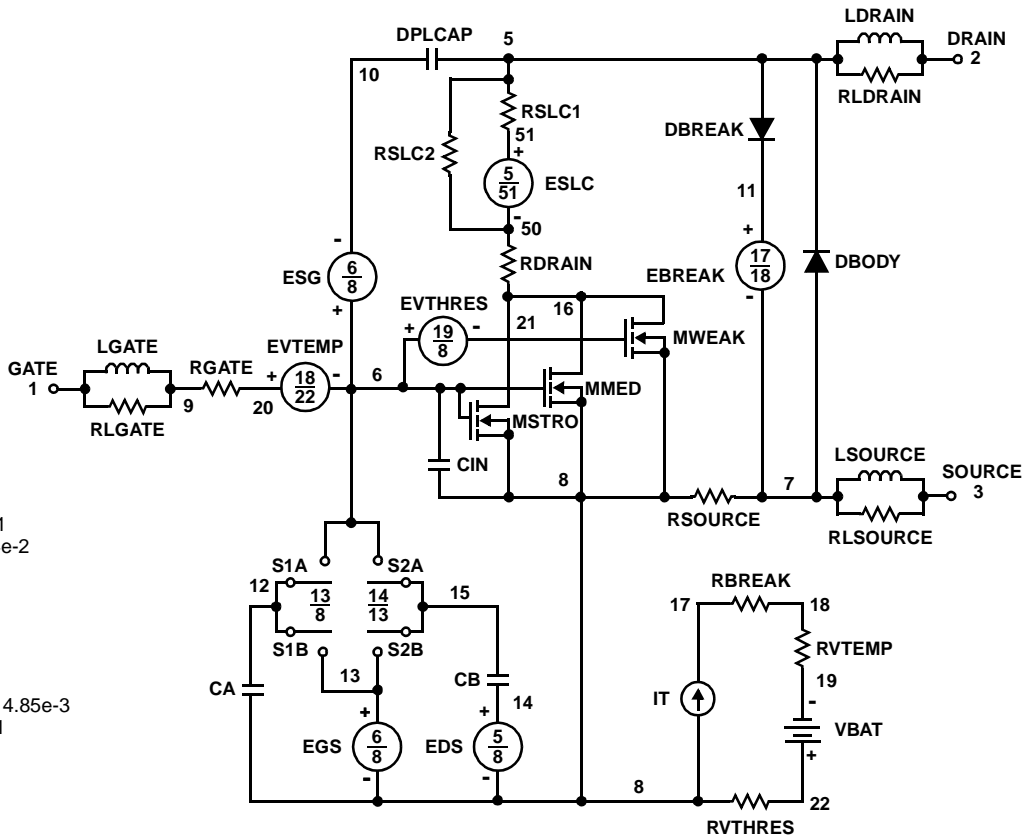 LDRAIN
DPLCAP 5 DRAIN
2
10
RSLC1 RLDRAIN
DBREAK
51
RSLC2 +
5
51
ESLC 11
-
50 +
-
17
18
DBODY
RDRAIN EBREAK
6
8
ESG -
EVTHRES 16
+ 21
+ 19
8
- MWEAK
LGATE EVTEMP
GATE RGATE + 18
22
- 6 MMED
1 9 20
RLGATE MSTRO
LSOURCE
CIN 8 7 SOURCE
3
RSOURCE RLSOURCE
1
e-2
S1A S2A
12 13
8
14
13
15 17 RBREAK 18
S1B S2B RVTEMP
13 CB 19
CA 14 IT -
4.85e-3
1
+ + VBAT
EGS 6
8
EDS 5
8
+
- - 8 22
RVTHRES